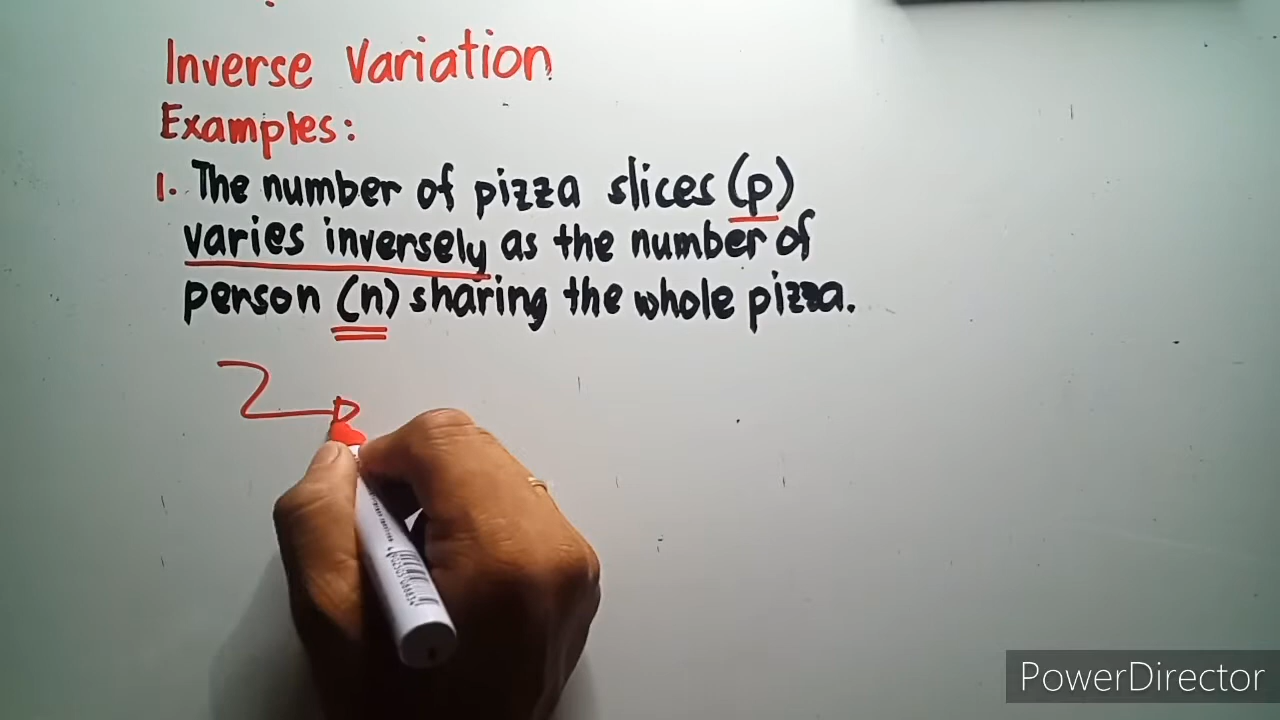 Inverse Variation
Examples:
1. The number of pizza slices (p)
varies inversely as the number of
person (n) sharing the whole pizza.
PowerDirector